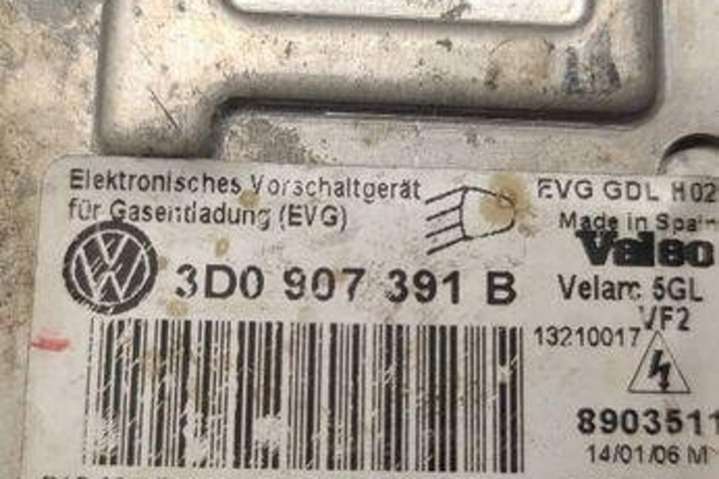 Elektronisches Vorschaltgerät
für Gasentladung (EVG)
EVG GDL H02
Made in Spain
Valeo
3D0 907 391 B
Velarc 5GL
VF2
13210017
8903511
14/01/06 M